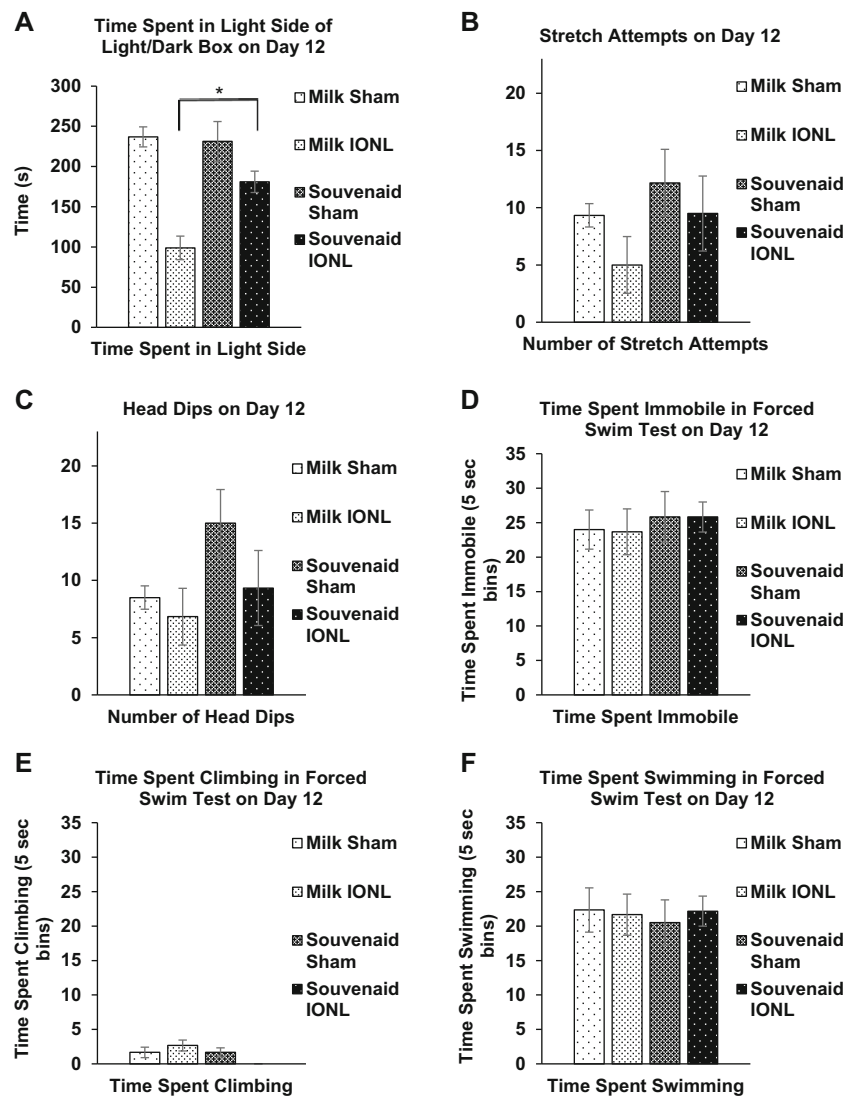 A
Time Spent in Light Side of
Light/Dark Box on Day 12
300
250
200
150
100
50
0
Time (s)
*
Milk Sham
Milk IONL
Souvenaid
Sham
Souvenaid
IONL
Time Spent in Light Side
B
Stretch Attempts on Day 12
20
15
10
5
0
Milk Sham
Milk IONL
Souvenaid
Sham
Souvenaid
IONL
Number of Stretch Attempts
C
Head Dips on Day 12
20
15
10
5
0
Milk Sham
Milk IONL
Souvenaid
Sham
Souvenaid
IONL
Number of Head Dips
D
Time Spent Immobile in Forced
Swim Test on Day 12
35
30
25
20
15
10
5
0
Time Spent Immobile (5 sec
bins)
Milk Sham
Milk IONL
Souvenaid
Sham
Souvenaid
IONL
Time Spent Immobile
E
Time Spent Climbing in Forced
Swim Test on Day 12
35
30
25
20
15
10
5
0
Time Spent Climbing (5 sec
bins)
Milk Sham
Milk IONL
Souvenaid
Sham
Souvenaid
IONL
Time Spent Climbing
F
Time Spent Swimming in Forced
Swim Test on Day 12
35
30
25
20
15
10
5
0
Time Spent Swimming (5 sec
bins)
Milk Sham
Milk IONL
Souvenaid
Sham
Souvenaid
IONL
Time Spent Swimming